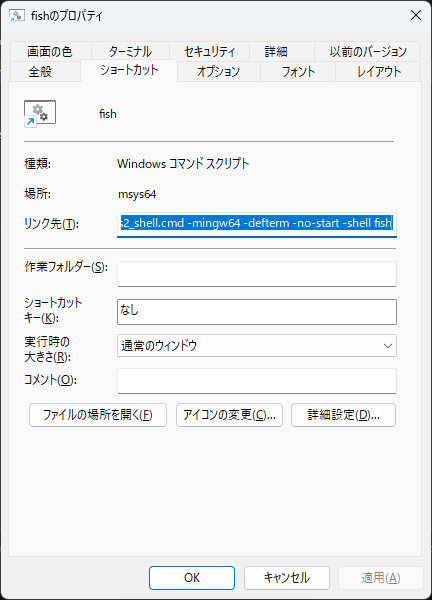 fishのプロパティ
画面の色 ターミナル セキュリティ 詳細 以前のバージョン
全般 ショートカット オプション フォント レイアウト
fish
種類: Windows コマンド スクリプト
場所: msys64
リンク先(T): s2_shell.cmd -mingw64 -defterm -no-start -shell fish
作業フォルダー(S):
ショートカット
キー(K): なし
実行時の
大きさ(R): 通常のウィンドウ
コメント(O):
ファイルの場所を開く(F) アイコンの変更(C)... 詳細設定(D)...
OK キャンセル 適用(A)